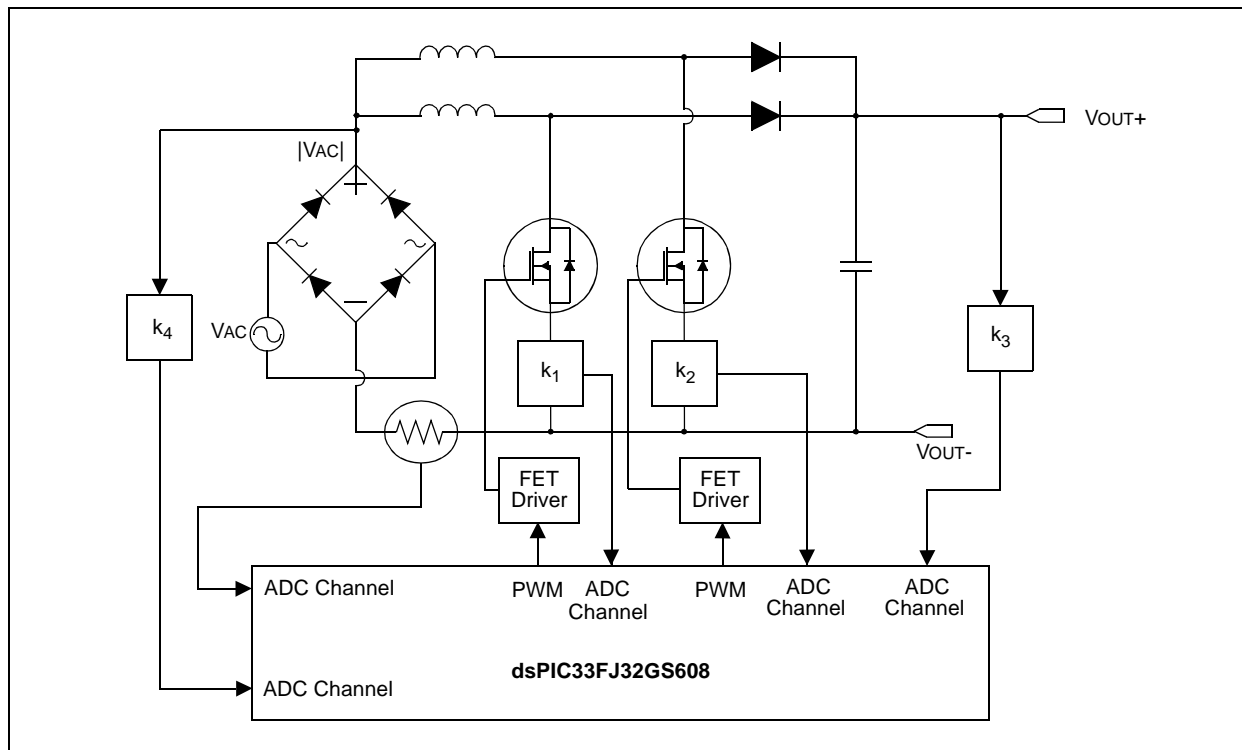 VOUT+
|VAC|
k4
VAC
k1
k2
k3
VOUT-
FET
Driver
FET
Driver
ADC Channel
PWM
ADC
Channel
PWM
ADC
Channel
ADC
Channel
dsPIC33FJ32GS608
ADC Channel